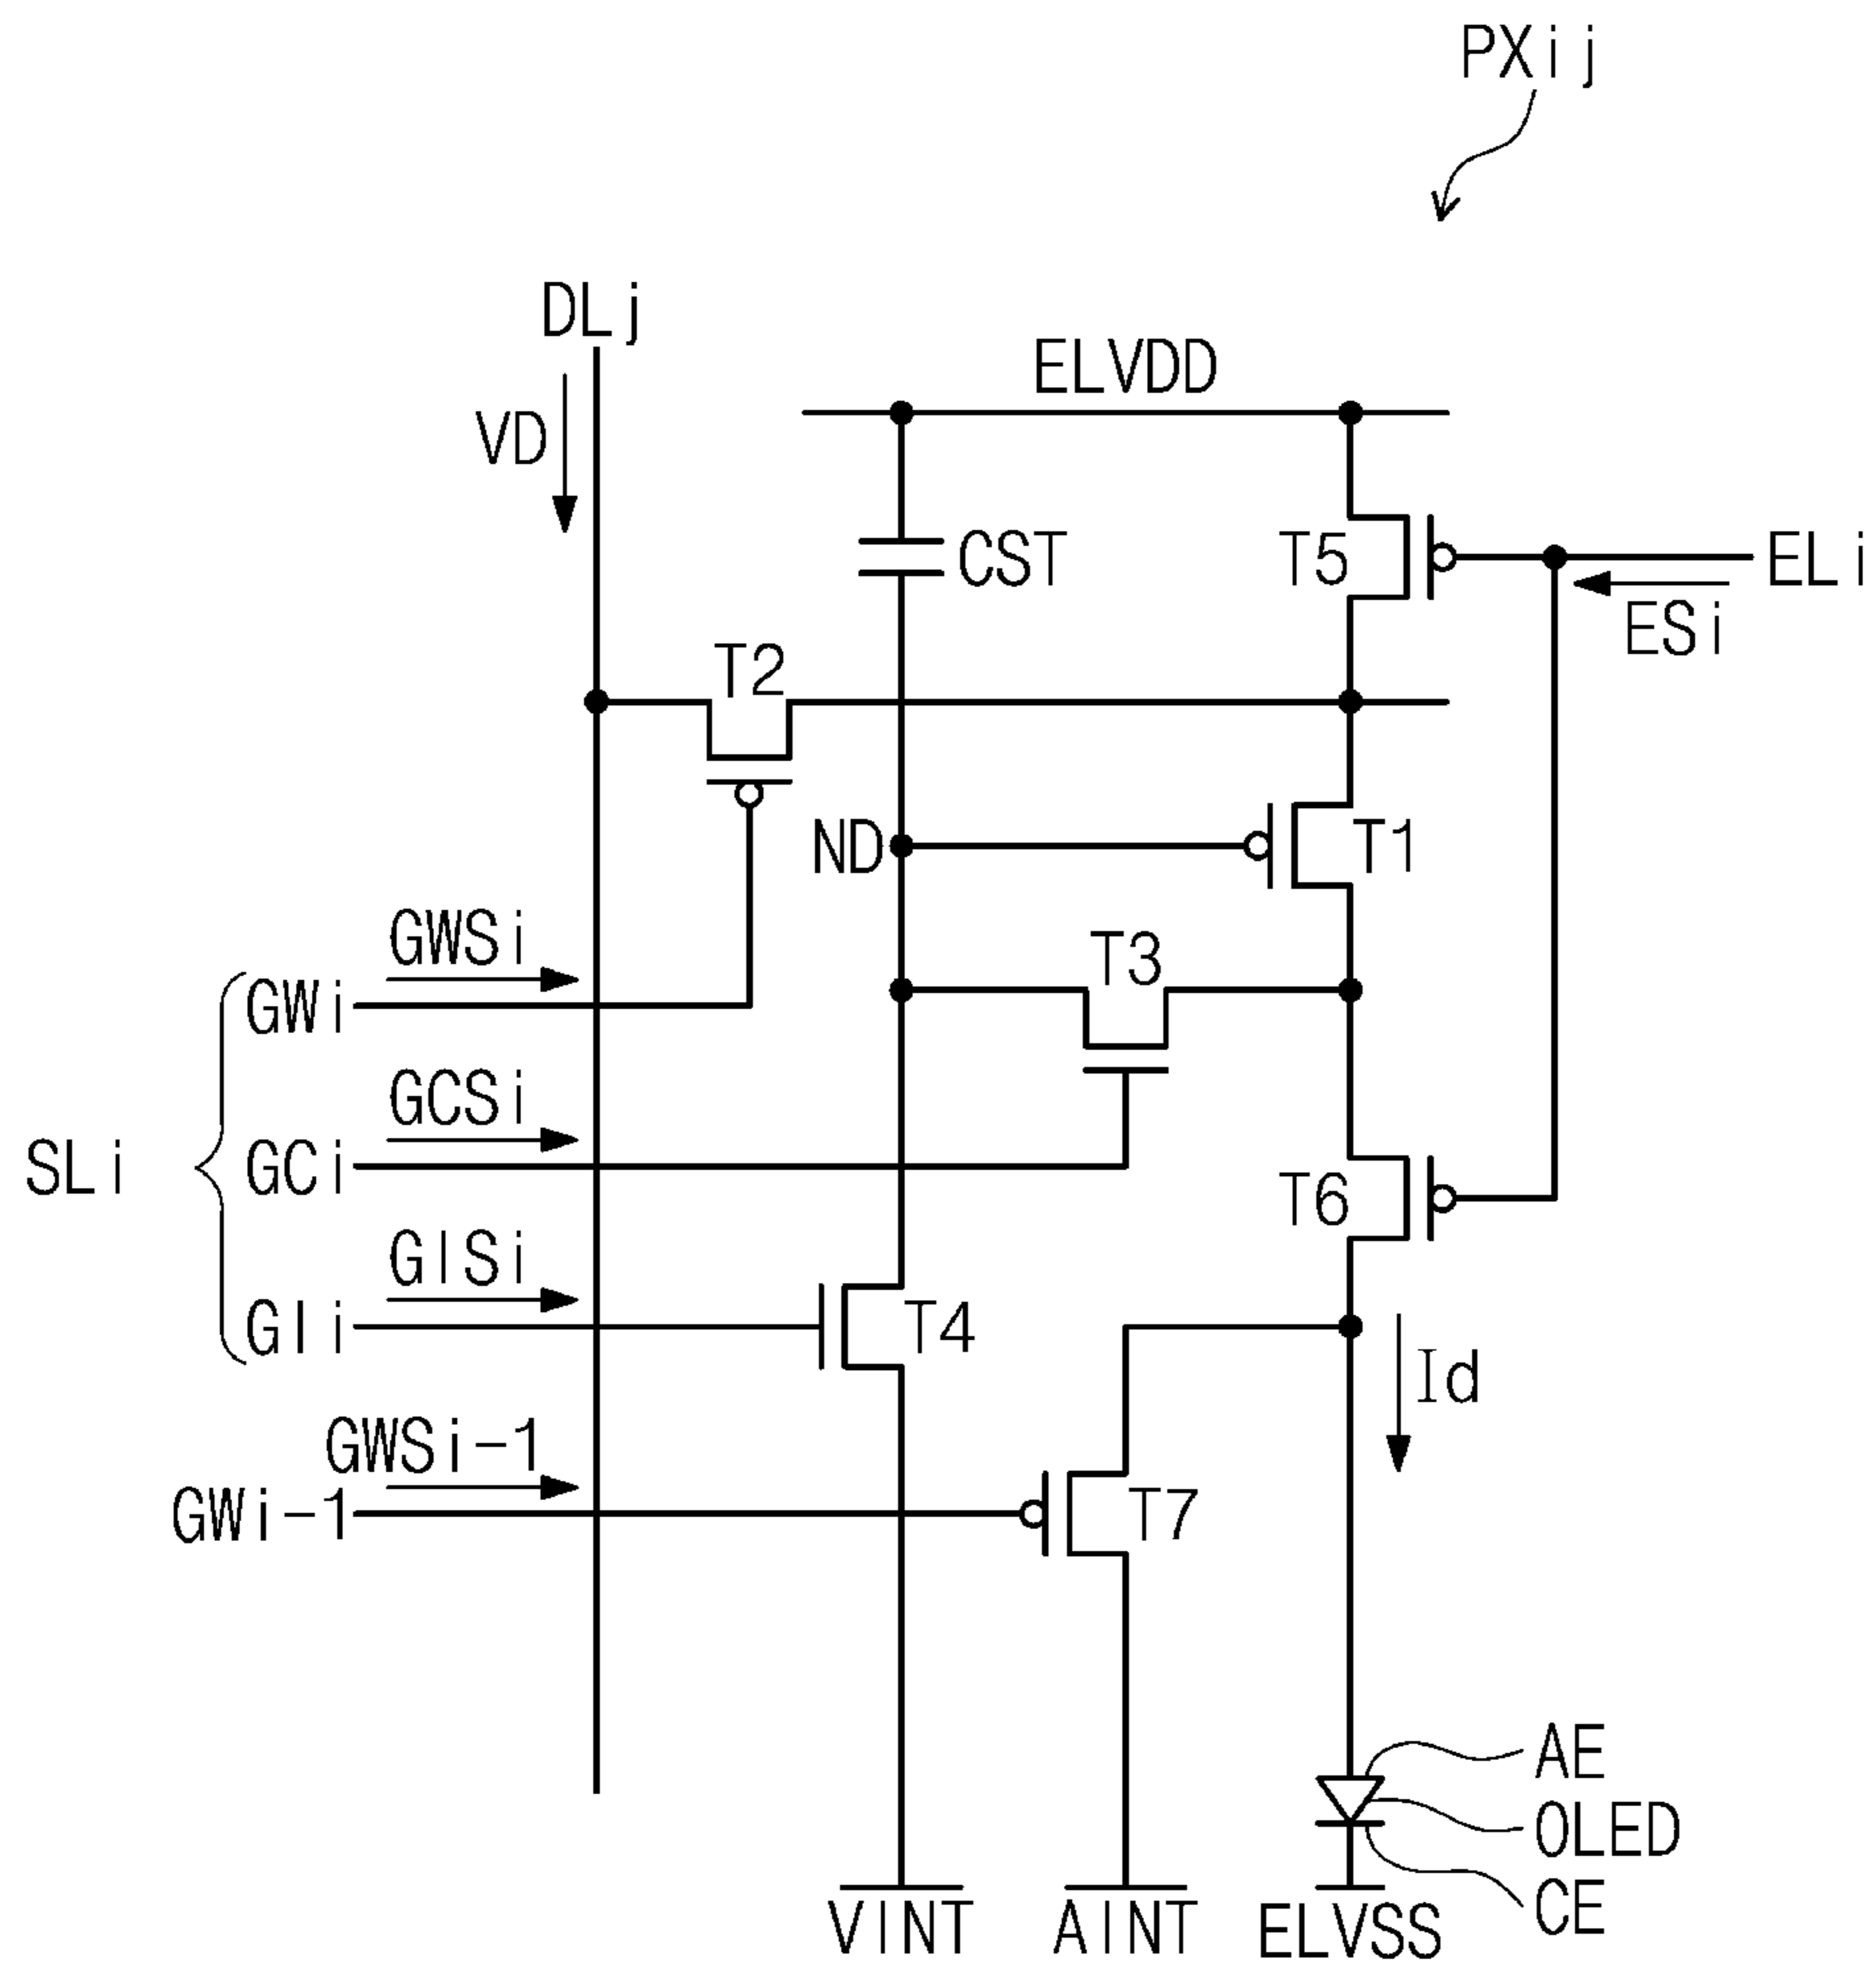 PXij
DLj
ELVDD
VD
CST
T5
ELi
ESi
T2
ND
T1
GWSi
T3
GWi
GCSi
SLi
GCi
T6
GISi
GIi
T4
Id
GWSi-1
GWi-1
T7
AE
OLED
CE
VINT
AINT
ELVSS